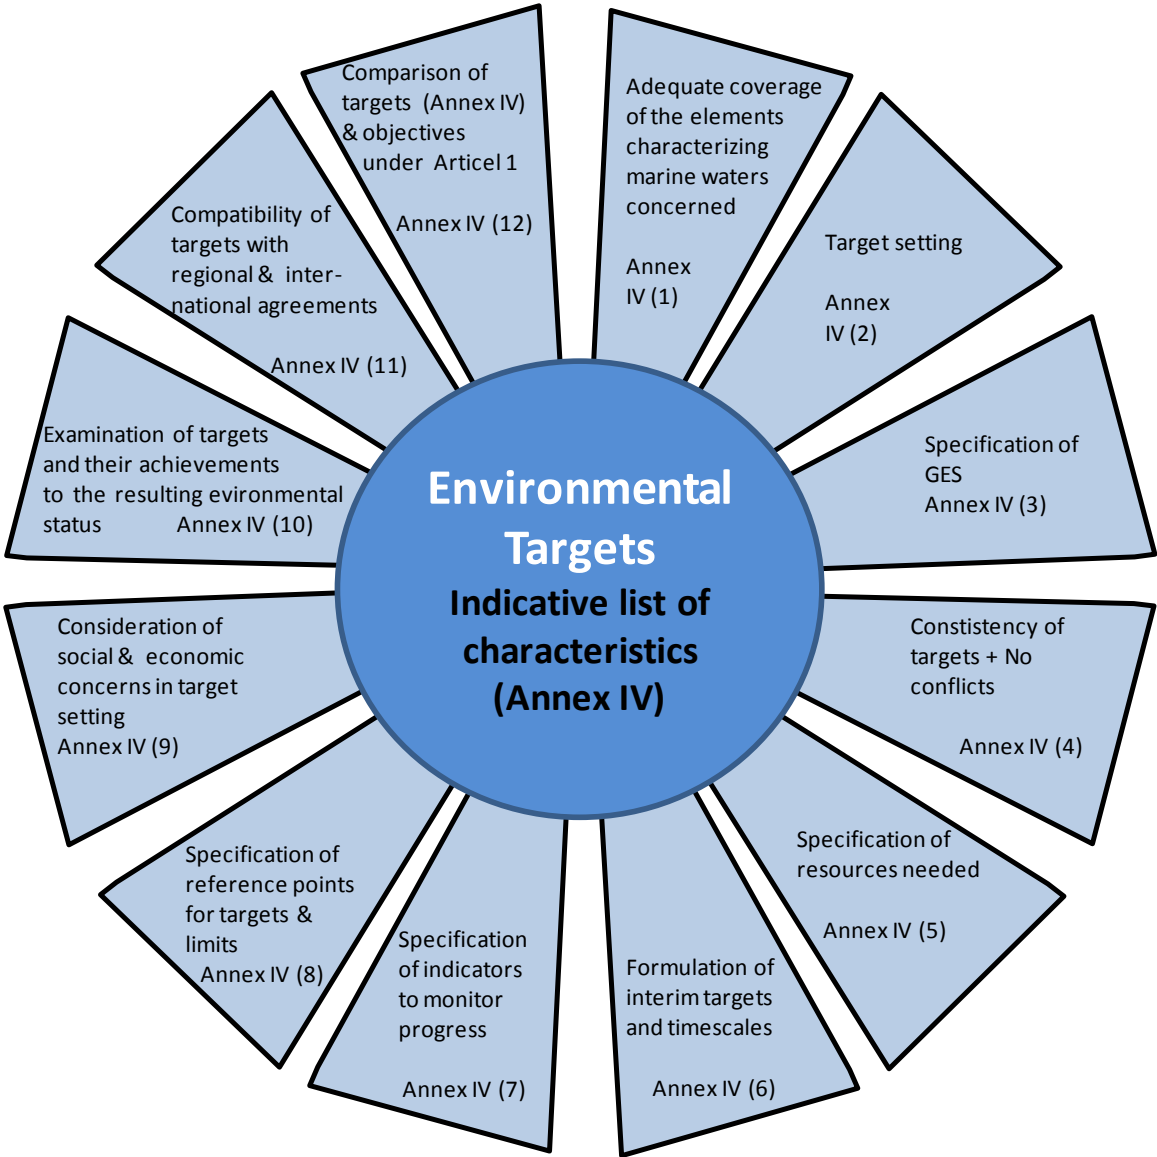 Environmental
Targets
Indicative list of
characteristics
(Annex IV)
Adequate coverage
of the elements
characterizing
marine waters
concerned
Annex
IV (1)
Target setting
Annex
IV (2)
Specification of
GES
Annex IV (3)
Constistency of
targets + No
conflicts
Annex IV (4)
Specification of
resources needed
Annex IV (5)
Formulation of
interim targets
and timescales
Annex IV (6)
Specification
of indicators
to monitor
progress
Annex IV (7)
Specification of
reference points
for targets &
limits
Annex IV (8)
Consideration of
social & economic
concerns in target
setting
Annex IV (9)
Examination of targets
and their achievements
to the resulting evironmental
status Annex IV (10)
Compatibility of
targets with
regional & inter-
national agreements
Annex IV (11)
Comparison of
targets (Annex IV)
& objectives
under Articel 1
Annex IV (12)